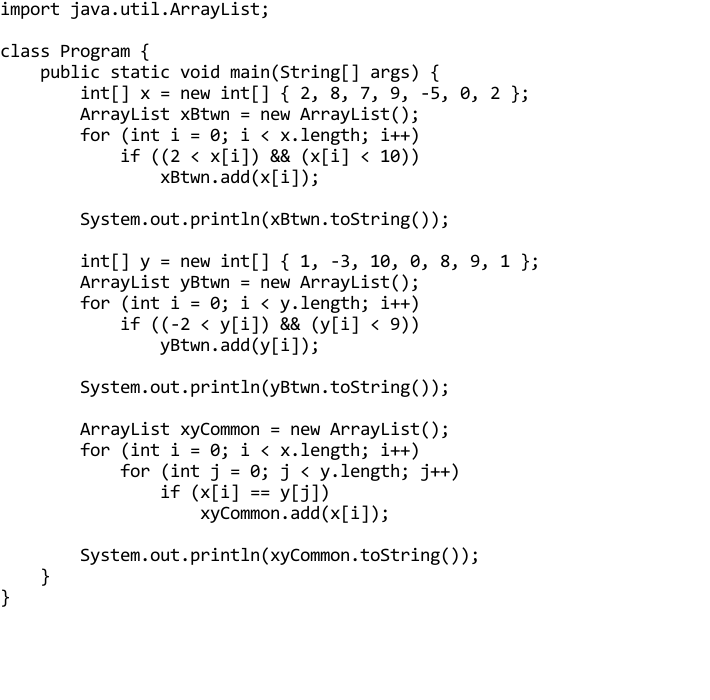 import java.util.ArrayList;

class Program {
    public static void main(String[] args) {
        int[] x = new int[] { 2, 8, 7, 9, -5, 0, 2 };
        ArrayList xBtwn = new ArrayList();
        for (int i = 0; i < x.length; i++)
            if ((2 < x[i]) && (x[i] < 10))
                xBtwn.add(x[i]);

        System.out.println(xBtwn.toString());

        int[] y = new int[] { 1, -3, 10, 0, 8, 9, 1 };
        ArrayList yBtwn = new ArrayList();
        for (int i = 0; i < y.length; i++)
            if ((-2 < y[i]) && (y[i] < 9))
                yBtwn.add(y[i]);

        System.out.println(yBtwn.toString());

        ArrayList xyCommon = new ArrayList();
        for (int i = 0; i < x.length; i++)
            for (int j = 0; j < y.length; j++)
                if (x[i] == y[j])
                    xyCommon.add(x[i]);

        System.out.println(xyCommon.toString());
    }
}